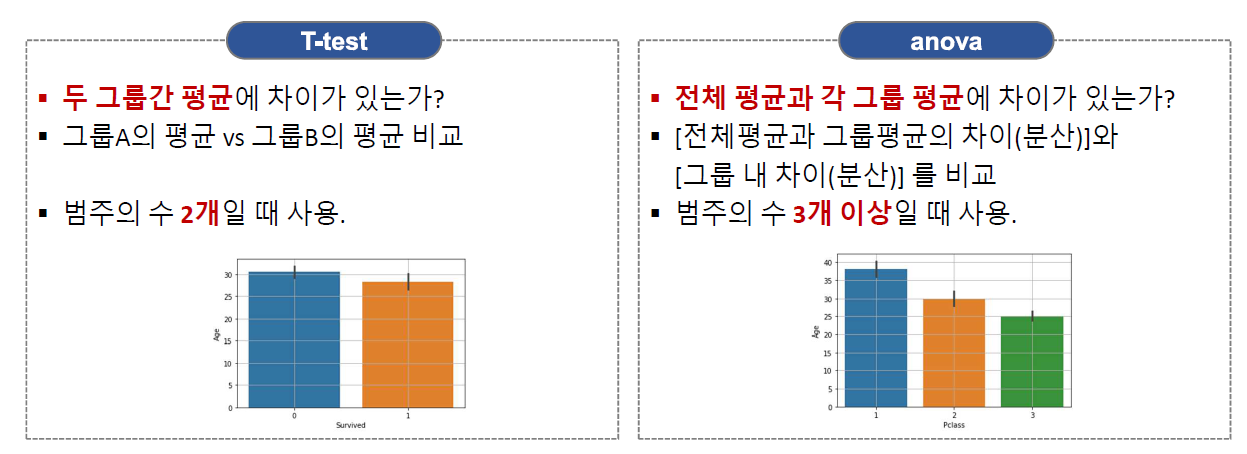 T-test
▪ 두 그룹간 평균에 차이가 있는가?
▪ 그룹A의 평균 vs 그룹B의 평균 비교
▪ 범주의 수 2개일 때 사용.
30
25
20
15
10
5
0
Age
0 1
Survived
anova
▪ 전체 평균과 각 그룹 평균에 차이가 있는가?
▪ [전체평균과 그룹평균의 차이(분산)]와
[그룹 내 차이(분산)] 를 비교
▪ 범주의 수 3개 이상일 때 사용.
40
35
30
25
20
15
10
5
0
Age
1 2 3
Pclass